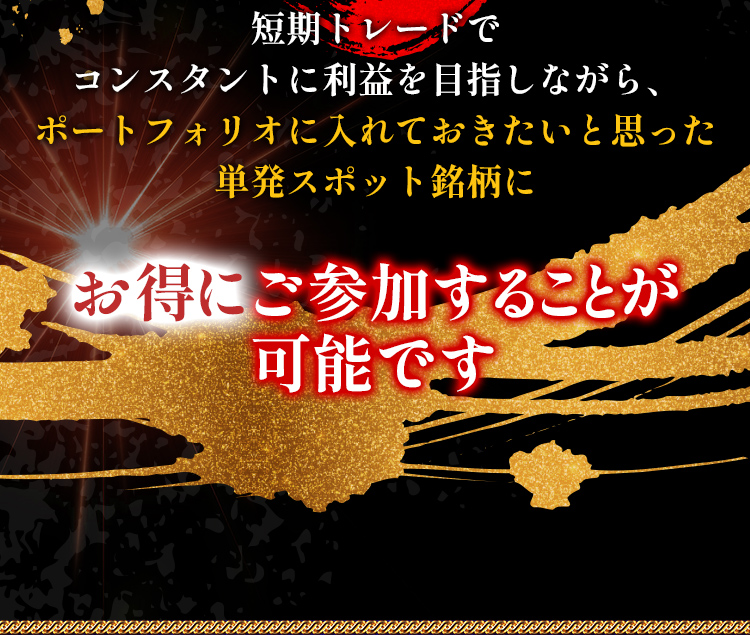 短期トレードで
コンスタントに利益を目指しながら、
ポートフォリオに入れておきたいと思った
単発スポット銘柄に
お得にご参加することが
可能です